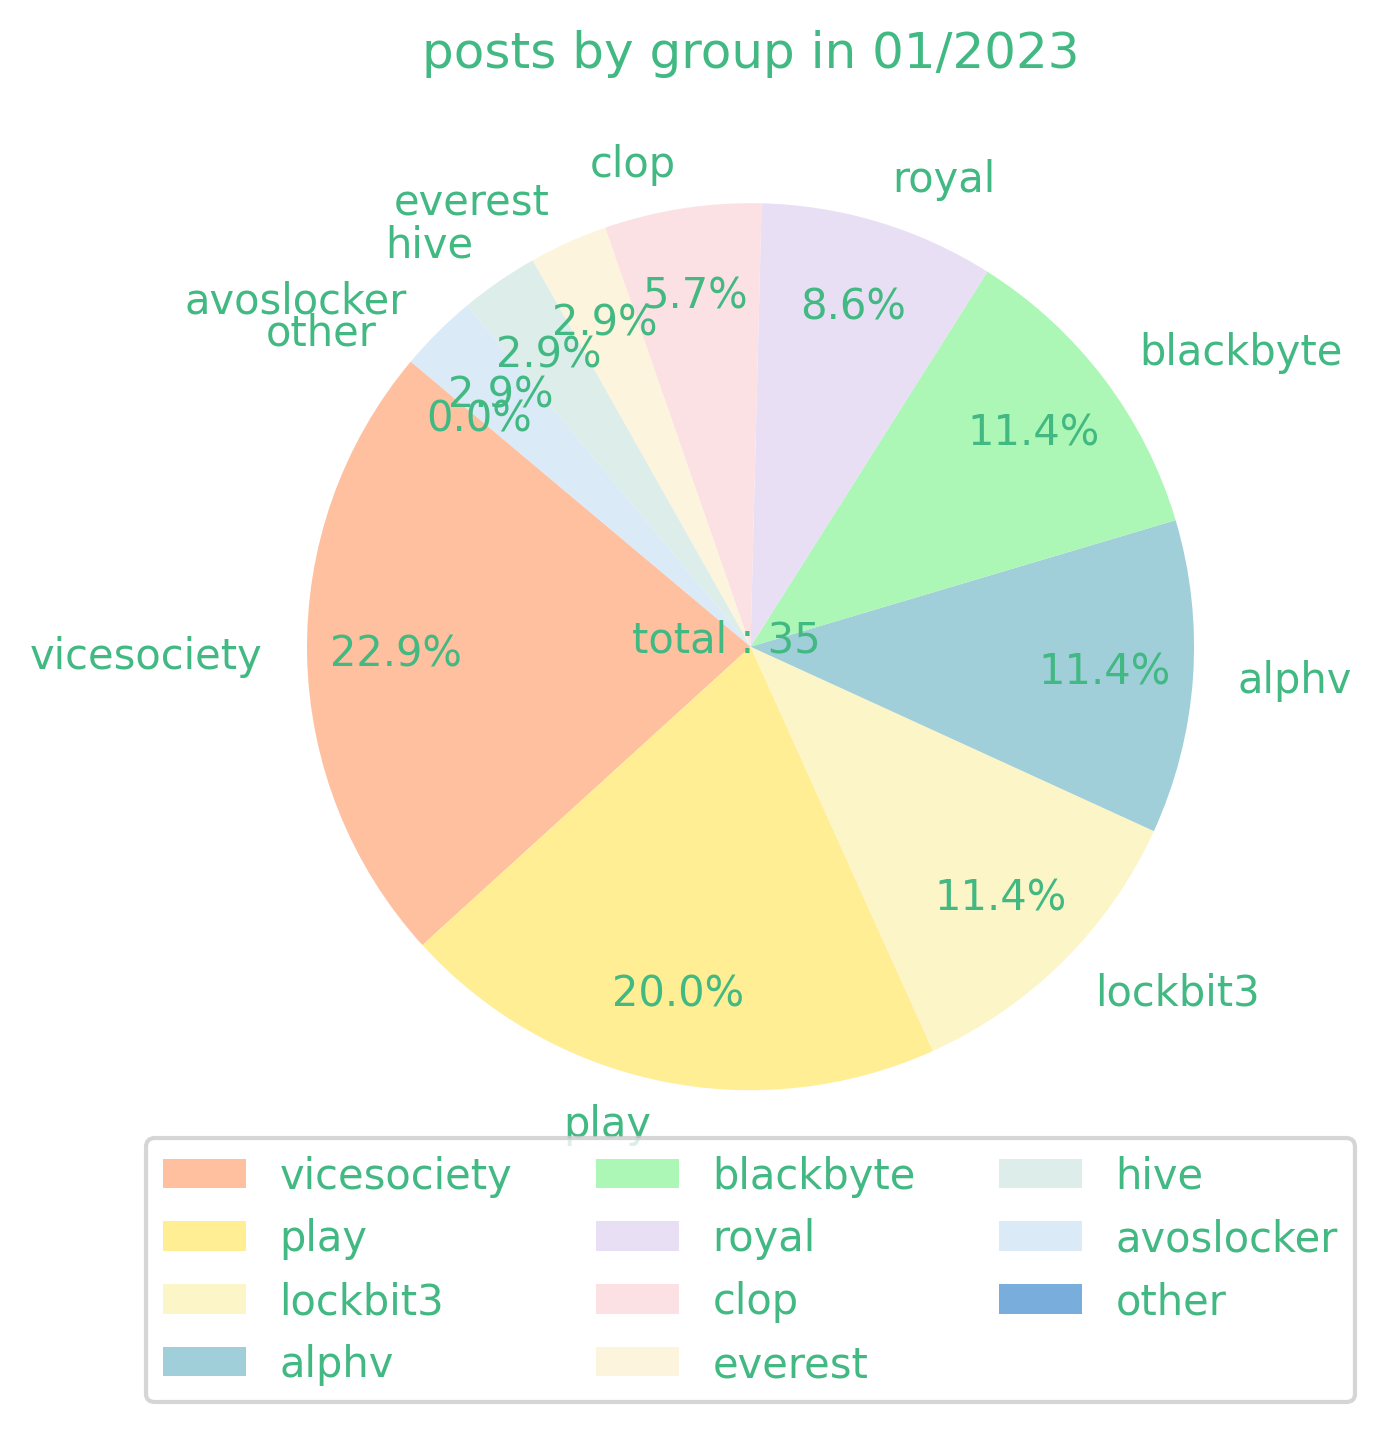 posts by group in 01/2023
clop
royal
everest
hive
avoslocker
other
blackbyte
5.7%
8.6%
2.9%
2.9%
2.9%
0.0%
11.4%
total : 35
vicesociety
22.9%
11.4%
alphv
11.4%
20.0%
lockbit3
play
vicesociety
play
lockbit3
alphv
blackbyte
royal
clop
everest
hive
avoslocker
other